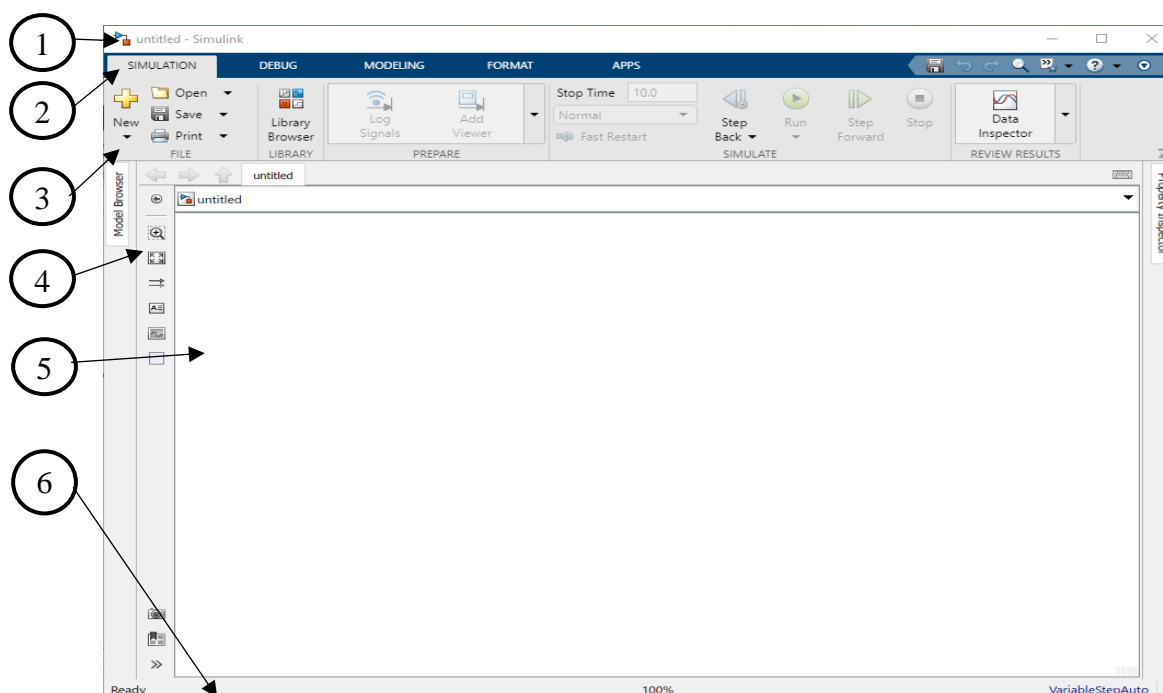 1
untitled - Simulink
2
SIMULATION DEBUG MODELING FORMAT APPS
New
Open
Save
Print
FILE
Library
Browser
LIBRARY
Log
Signals
Add
Viewer
PREPARE
Stop Time 10.0
Normal
Fast Restart
Step
Back
Run
Step
Forward
Stop
SIMULATE
Data
Inspector
REVIEW RESULTS
3
Model Browser
untitled
untitled
Property Inspector
4
5
6
Ready 100% VariableStepAuto